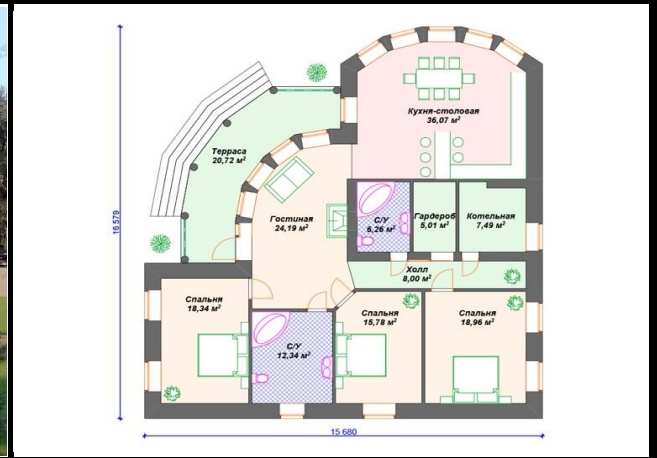 Кухня-столовая
36,07 м²
Терраса
20,72 м²
Гостиная
24,19 м²
С/У
6,26 м²
Гардероб
5,01 м²
Котельная
7,49 м²
Холл
8,00 м²
Спальня
18,34 м²
С/У
12,34 м²
Спальня
15,78 м²
Спальня
18,96 м²
16 579
15 680